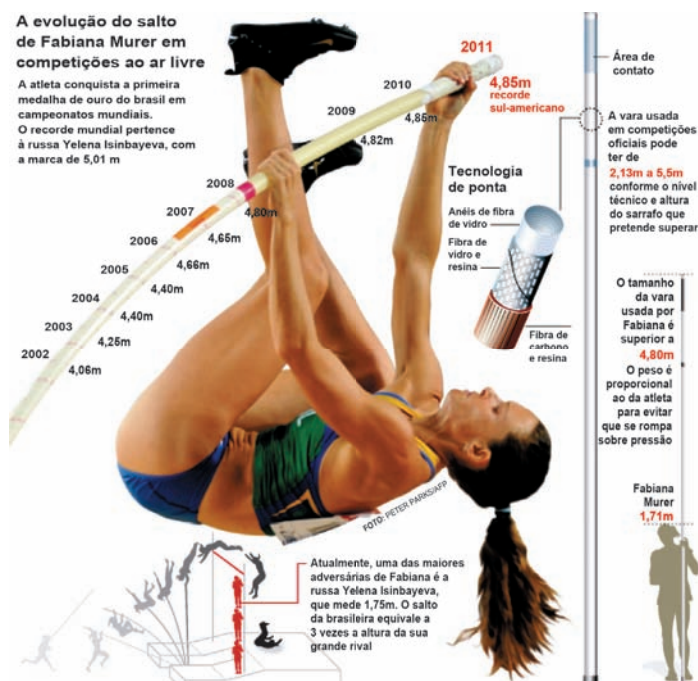 A evolução do salto
de Fabiana Murer em
competições ao ar livre
A atleta conquista a primeira
medalha de ouro do brasil em
campeonatos mundiais.
O recorde mundial pertence
à russa Yelena Isinbayeva, com
a marca de 5,01 m
2011
4,85m
recorde
sul-americano
2010
4,85m
2009
4,82m
2008
4,80m
2007
4,65m
2006
4,66m
2005
4,40m
2004
4,40m
2003
4,25m
2002
4,06m
Tecnologia
de ponta
Anéis de fibra
de vidro
Fibra de
vidro e
resina
Fibra de
carbono
e resina
Área de
contato
A vara usada
em competições
oficiais pode
ter de
2,13m a 5,5m
conforme o nível
técnico e altura
do sarrafo que
pretende superar
O tamanho
da vara
usada por
Fabiana é
superior a
4,80m
O peso é
proporcional
ao da atleta
para evitar
que se rompa
sobre pressão
Fabiana
Murer
1,71m
FOTO: PETER PARKS/AFP
Atualmente, uma das maiores
adversárias de Fabiana é a
russa Yelena Isinbayeva,
que mede 1,75m. O salto
da brasileira equivale a
3 vezes a altura da sua
grande rival